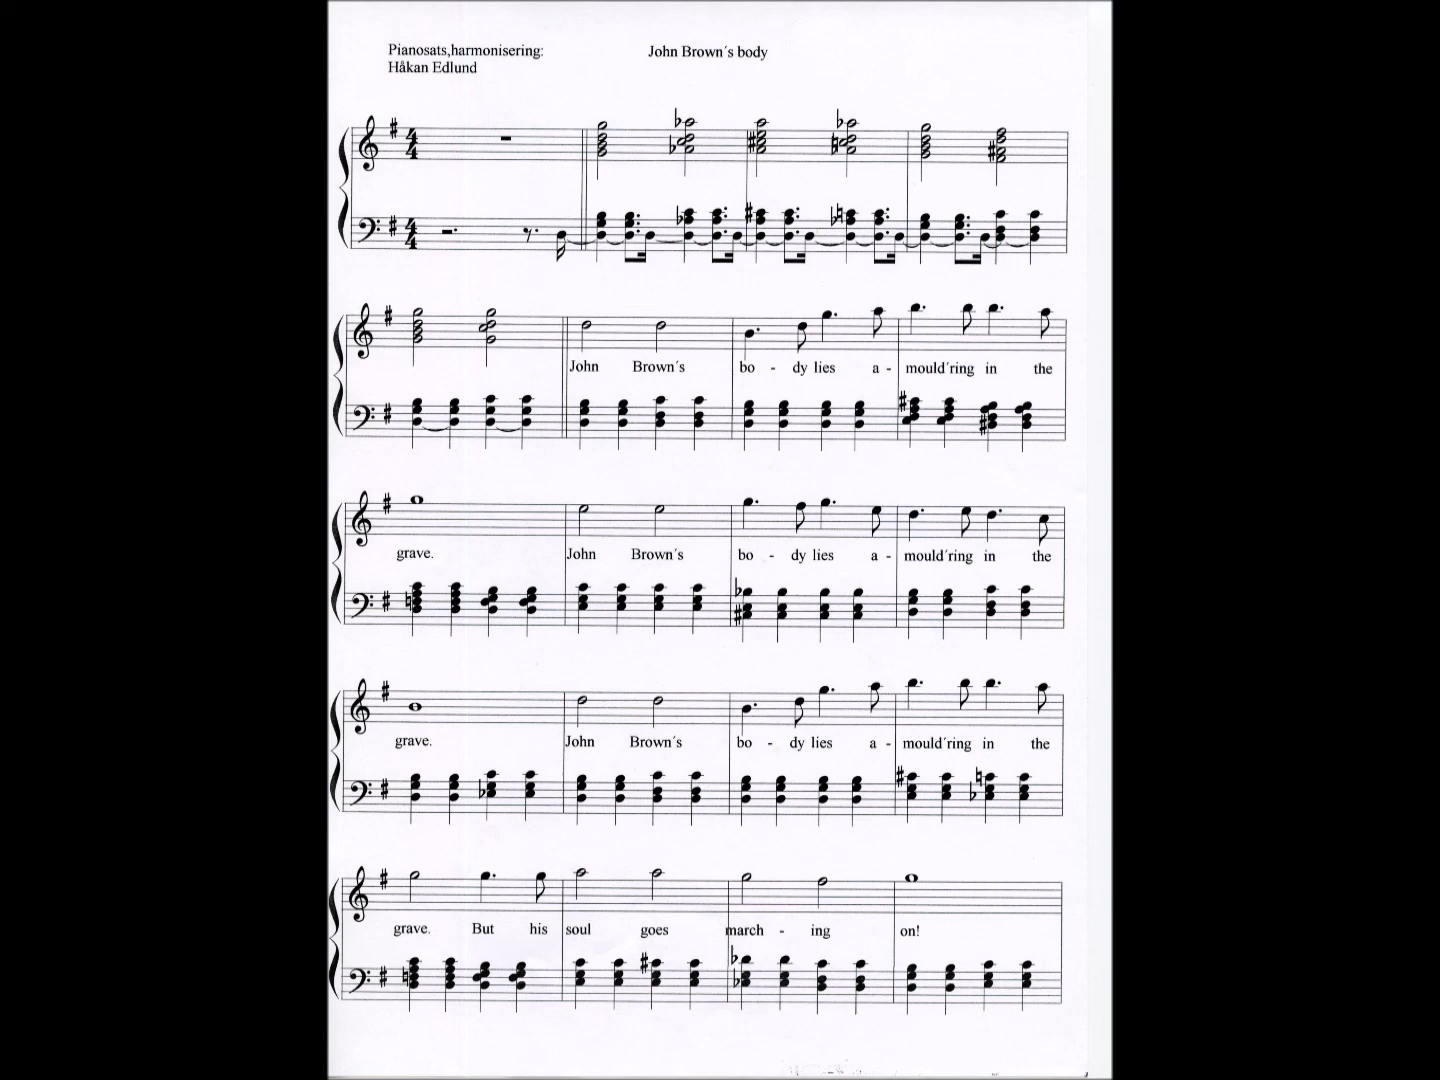 Pianosats,harmonisering:
Håkan Edlund
John Brown´s body
John Brown´s bo - dy lies a - mould´ring in the
grave. John Brown´s bo - dy lies a - mould´ring in the
grave. John Brown´s bo - dy lies a - mould´ring in the
grave. But his soul goes march - ing on!